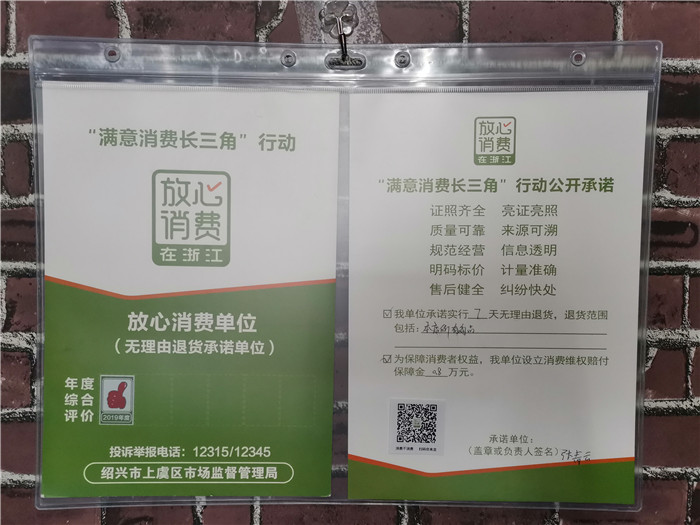 "满意消费长三角"行动
放心
消费
在浙江
放心消费单位
（无理由退货承诺单位）
年度
综合
评价
2019年度
投诉举报电话：12315/12345
绍兴市上虞区市场监督管理局
放心
消费
在浙江
"满意消费长三角"行动公开承诺
证照齐全 亮证亮照
质量可靠 来源可溯
规范经营 信息透明
明码标价 计量准确
售后健全 纠纷快处
☑我单位承诺实行 7 天无理由退货，退货范围
包括：
☑为保障消费者权益，我单位设立消费维权赔付
保障金 万元。
承诺单位：
（盖章或负责人签名）